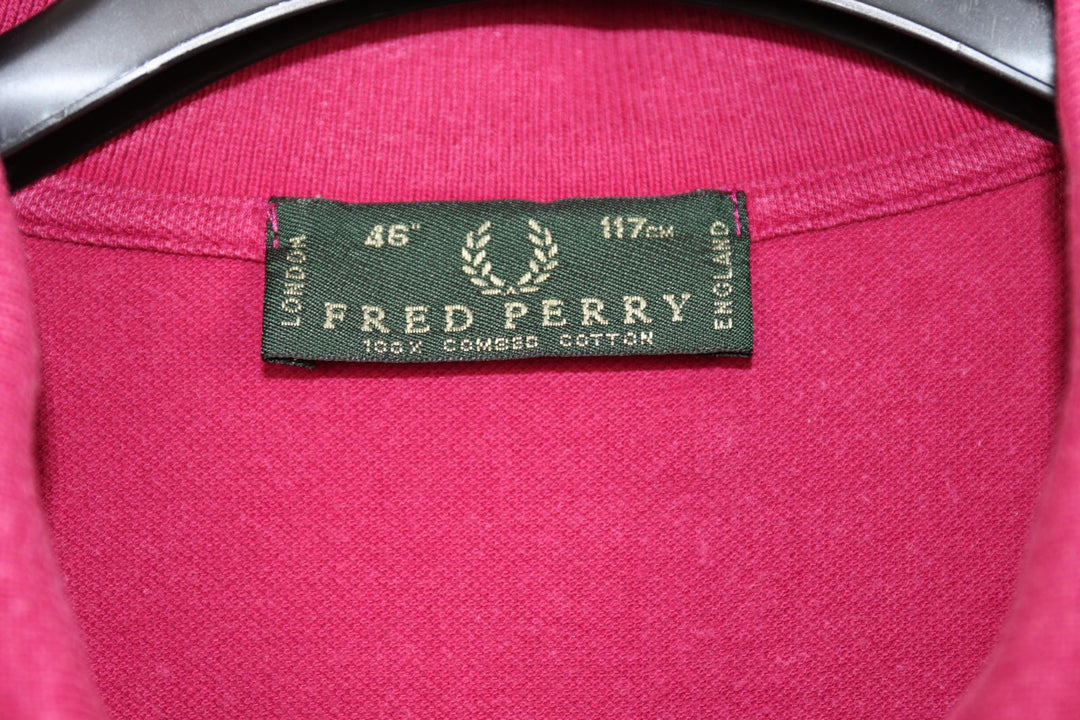 46" 117CM
LONDON
FRED PERRY
ENGLAND
100% COMBED COTTON